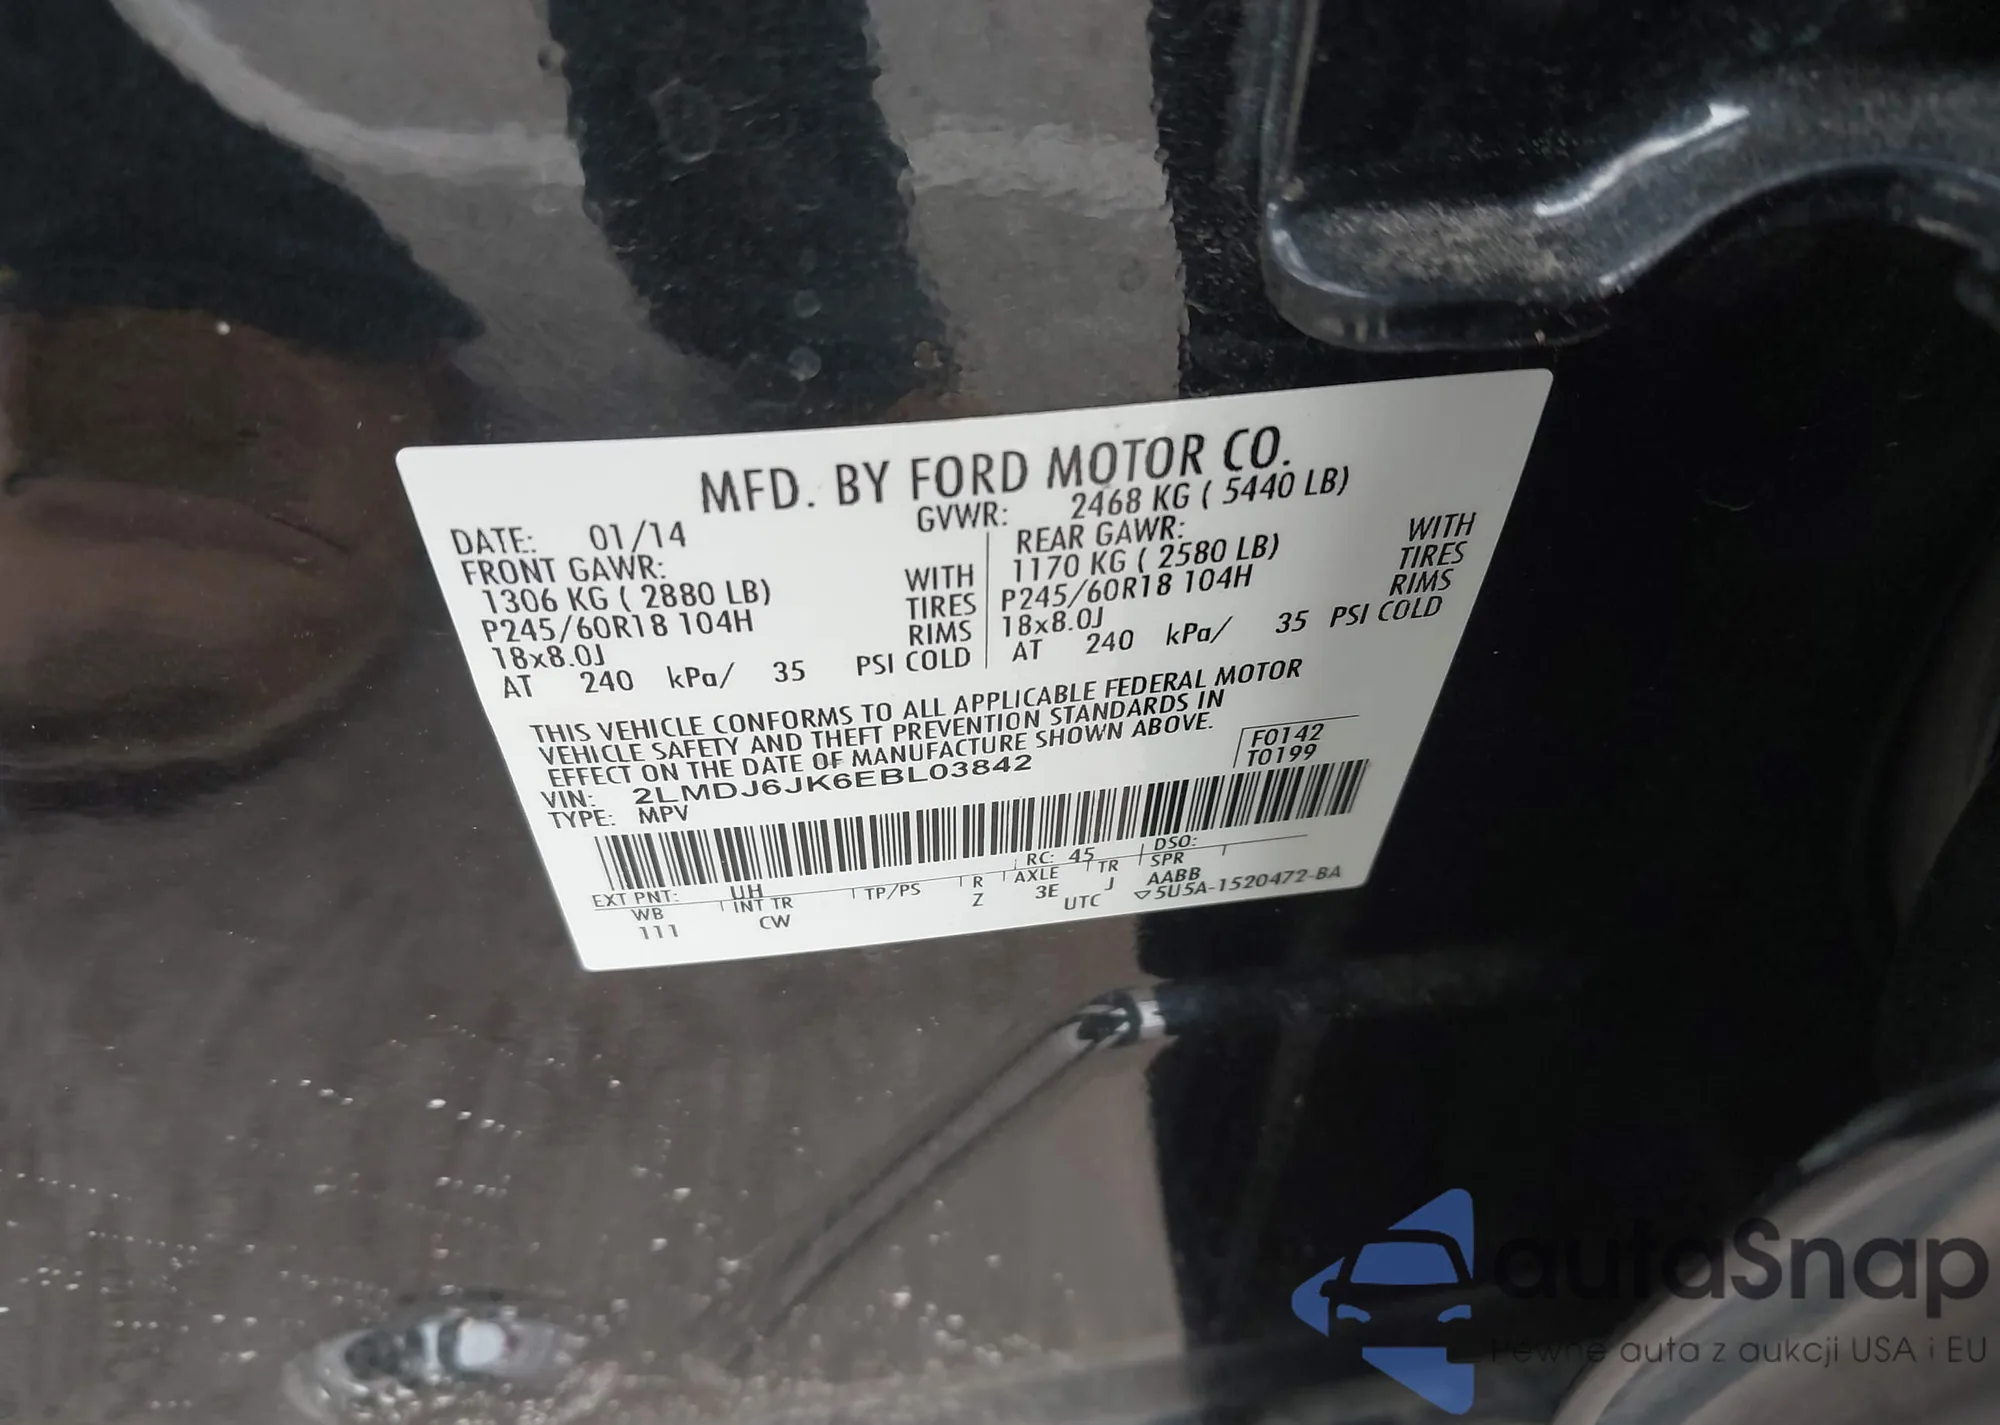 MFD. BY FORD MOTOR CO.
DATE: 01/14 GVWR: 2468 KG ( 5440 LB)
FRONT GAWR: REAR GAWR:
1306 KG ( 2880 LB) WITH 1170 KG ( 2580 LB) WITH
P245/60R18 104H TIRES P245/60R18 104H TIRES
18x8.0J RIMS 18x8.0J RIMS
AT 240 kPa/ 35 PSI COLD AT 240 kPa/ 35 PSI COLD
THIS VEHICLE CONFORMS TO ALL APPLICABLE FEDERAL MOTOR
VEHICLE SAFETY AND THEFT PREVENTION STANDARDS IN
EFFECT ON THE DATE OF MANUFACTURE SHOWN ABOVE.
F0142
T0199
VIN: 2LMDJ6JK6EBL03842
TYPE: MPV
EXT PNT: UH RC: 45 DSO:
WB INT TR TP/PS R AXLE TR SPR
111 CW Z 3E J AABB
UTC ▽5U5A-1520472-BA
autaSnap
Pewne auta z aukcji USA i EU